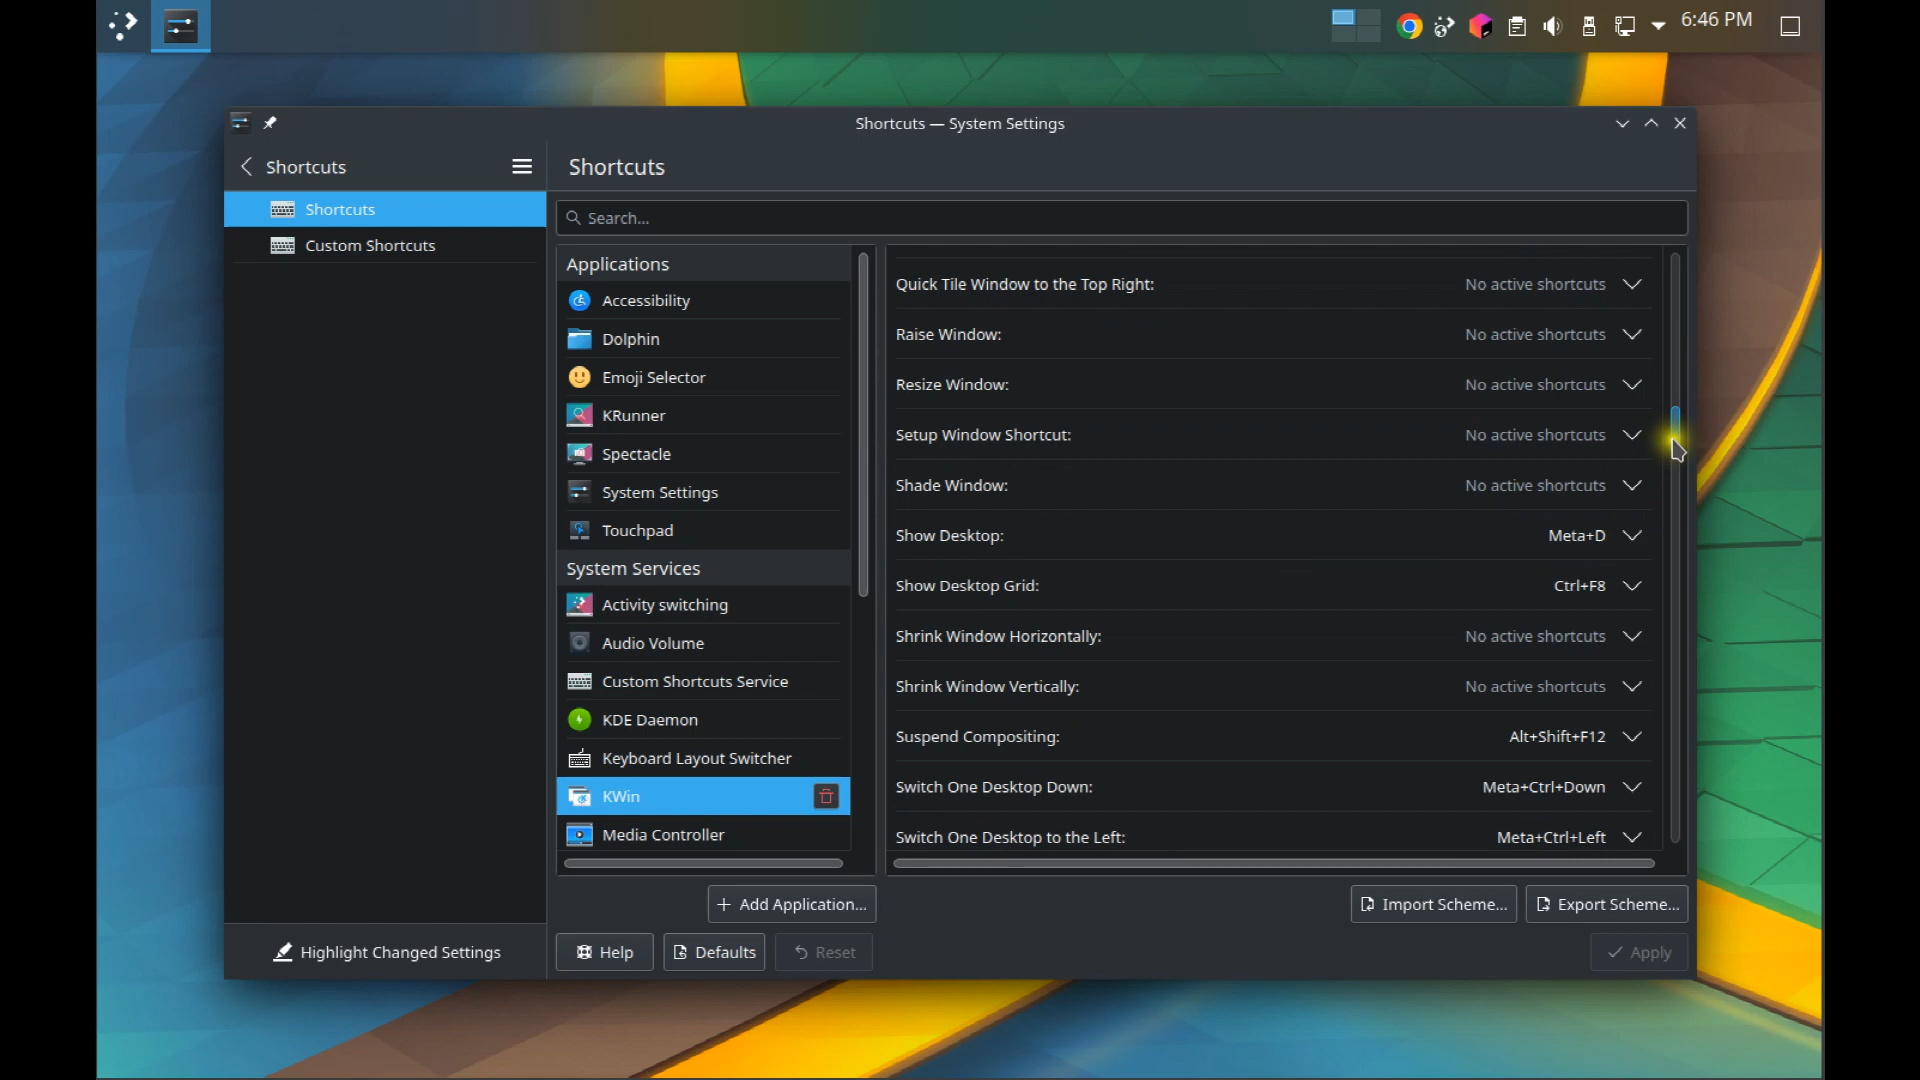 6:46 PM
Shortcuts — System Settings
Shortcuts
Shortcuts
Custom Shortcuts
Highlight Changed Settings
Shortcuts
Search...
Applications
Accessibility
Dolphin
Emoji Selector
KRunner
Spectacle
System Settings
Touchpad
System Services
Activity switching
Audio Volume
Custom Shortcuts Service
KDE Daemon
Keyboard Layout Switcher
KWin
Media Controller
Quick Tile Window to the Top Right: No active shortcuts
Raise Window: No active shortcuts
Resize Window: No active shortcuts
Setup Window Shortcut: No active shortcuts
Shade Window: No active shortcuts
Show Desktop: Meta+D
Show Desktop Grid: Ctrl+F8
Shrink Window Horizontally: No active shortcuts
Shrink Window Vertically: No active shortcuts
Suspend Compositing: Alt+Shift+F12
Switch One Desktop Down: Meta+Ctrl+Down
Switch One Desktop to the Left: Meta+Ctrl+Left
Add Application... Import Scheme... Export Scheme...
Help Defaults Reset Apply